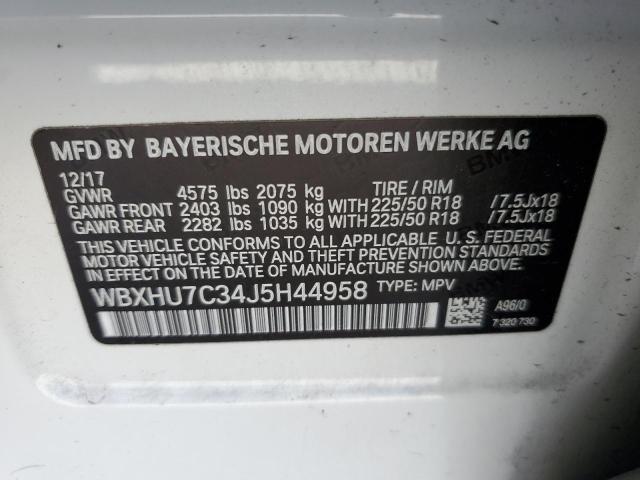 MFD BY BAYERISCHE MOTOREN WERKE AG
12/17
GVWR 4575 lbs 2075 kg TIRE / RIM
GAWR FRONT 2403 lbs 1090 kg WITH 225/50 R18 /7.5Jx18
GAWR REAR 2282 lbs 1035 kg WITH 225/50 R18 /7.5Jx18
THIS VEHICLE CONFORMS TO ALL APPLICABLE U. S. FEDERAL
MOTOR VEHICLE SAFETY, BUMPER, AND THEFT PREVENTION
STANDARDS IN EFFECT ON THE DATE OF MANUFACTURE SHOWN ABOVE.
WBXHU7C34J5H44958 TYPE: MPV
A96/0
7 320 730